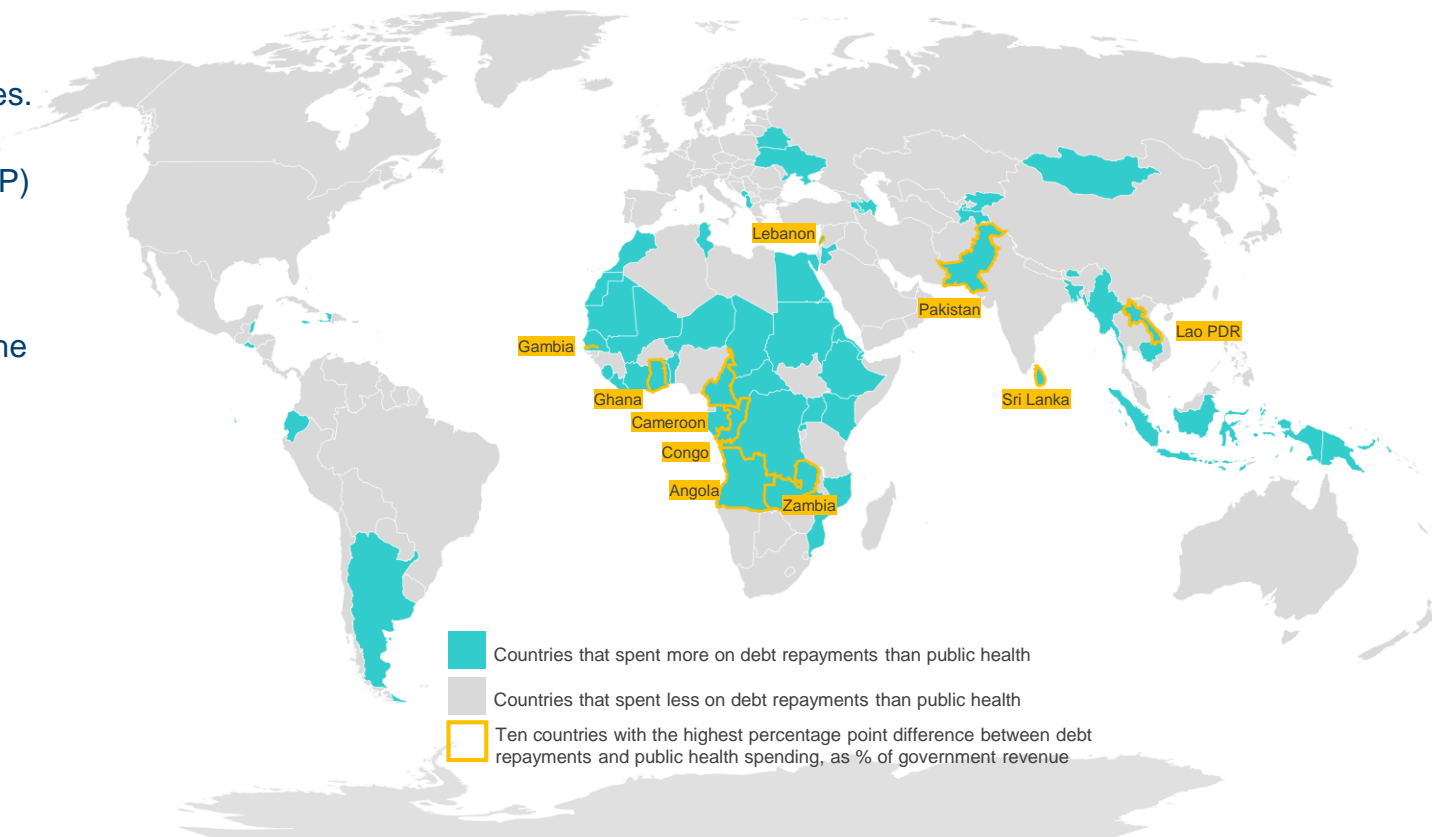 es.
P)
ne
Lebanon
Pakistan
Lao PDR
Gambia
Ghana
Sri Lanka
Cameroon
Congo
Angola
Zambia
Countries that spent more on debt repayments than public health
Countries that spent less on debt repayments than public health
Ten countries with the highest percentage point difference between debt
repayments and public health spending, as % of government revenue